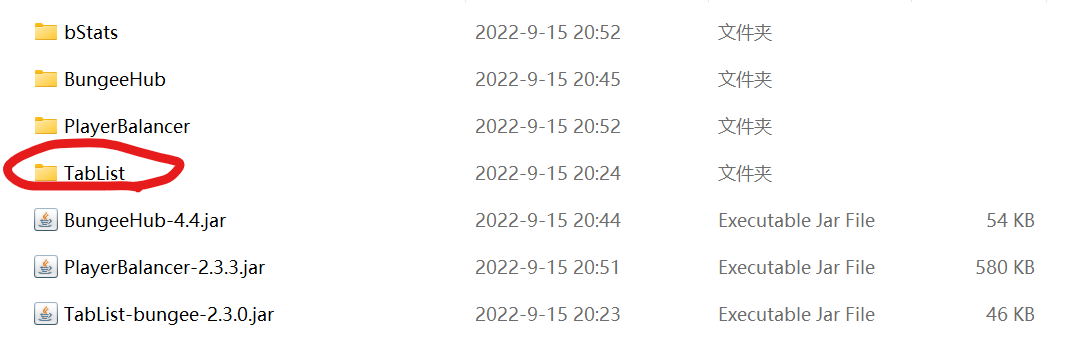 bStats 2022-9-15 20:52 文件夹
BungeeHub 2022-9-15 20:45 文件夹
PlayerBalancer 2022-9-15 20:52 文件夹
TabList 2022-9-15 20:24 文件夹
BungeeHub-4.4.jar 2022-9-15 20:44 Executable Jar File 54 KB
PlayerBalancer-2.3.3.jar 2022-9-15 20:51 Executable Jar File 580 KB
TabList-bungee-2.3.0.jar 2022-9-15 20:23 Executable Jar File 46 KB